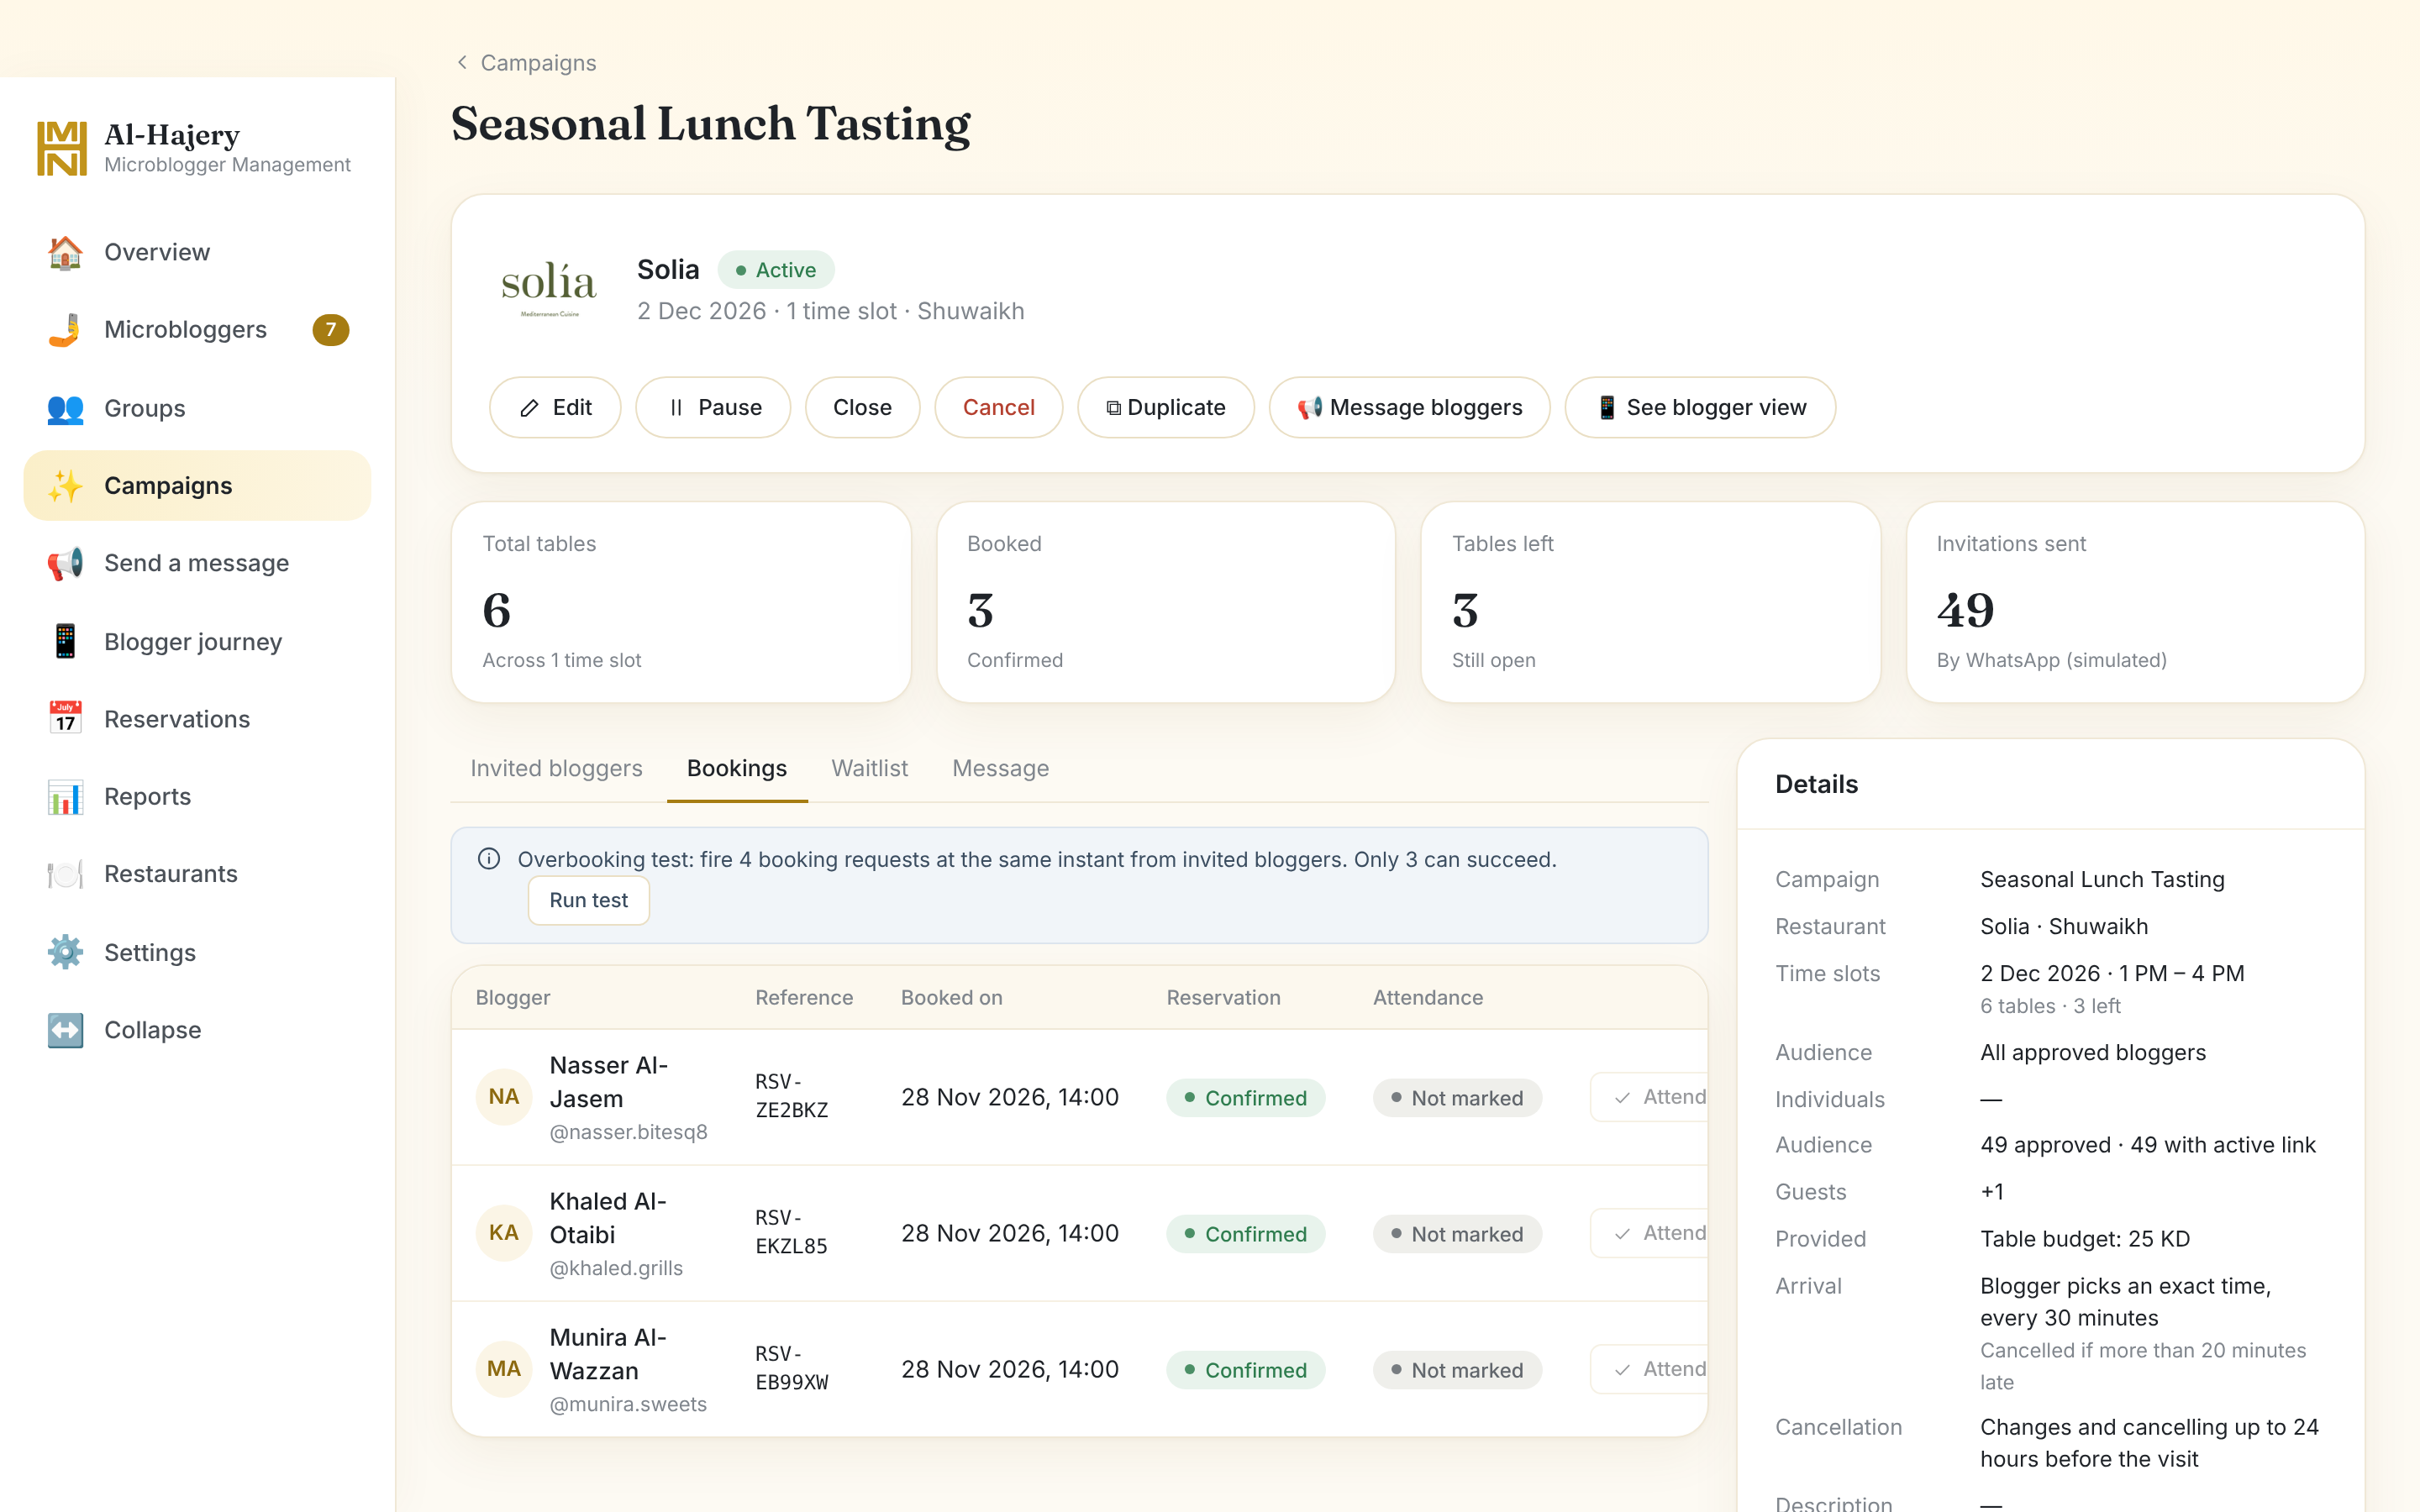 Campaigns
Seasonal Lunch Tasting
Al-Hajery
Microblogger Management
Overview
Microbloggers 7
Groups
Campaigns
Send a message
Blogger journey
July
17
Reservations
Reports
Restaurants
Settings
Collapse
solía
Mediterranean Cuisine
Solia Active
2 Dec 2026 · 1 time slot · Shuwaikh
Edit Pause Close Cancel Duplicate Message bloggers See blogger view
Total tables
6
Across 1 time slot
Booked
3
Confirmed
Tables left
3
Still open
Invitations sent
49
By WhatsApp (simulated)
Invited bloggers Bookings Waitlist Message
Overbooking test: fire 4 booking requests at the same instant from invited bloggers. Only 3 can succeed.
Run test
Blogger Reference Booked on Reservation Attendance
NA
Nasser Al-
Jasem
@nasser.bitesq8
RSV-
ZE2BKZ
28 Nov 2026, 14:00 Confirmed Not marked Attend
KA
Khaled Al-
Otaibi
@khaled.grills
RSV-
EKZL85
28 Nov 2026, 14:00 Confirmed Not marked Attend
MA
Munira Al-
Wazzan
@munira.sweets
RSV-
EB99XW
28 Nov 2026, 14:00 Confirmed Not marked Attend
Details
Campaign Seasonal Lunch Tasting
Restaurant Solia · Shuwaikh
Time slots 2 Dec 2026 · 1 PM – 4 PM
6 tables · 3 left
Audience All approved bloggers
Individuals —
Audience 49 approved · 49 with active link
Guests +1
Provided Table budget: 25 KD
Arrival Blogger picks an exact time,
every 30 minutes
Cancelled if more than 20 minutes
late
Cancellation Changes and cancelling up to 24
hours before the visit
Description —